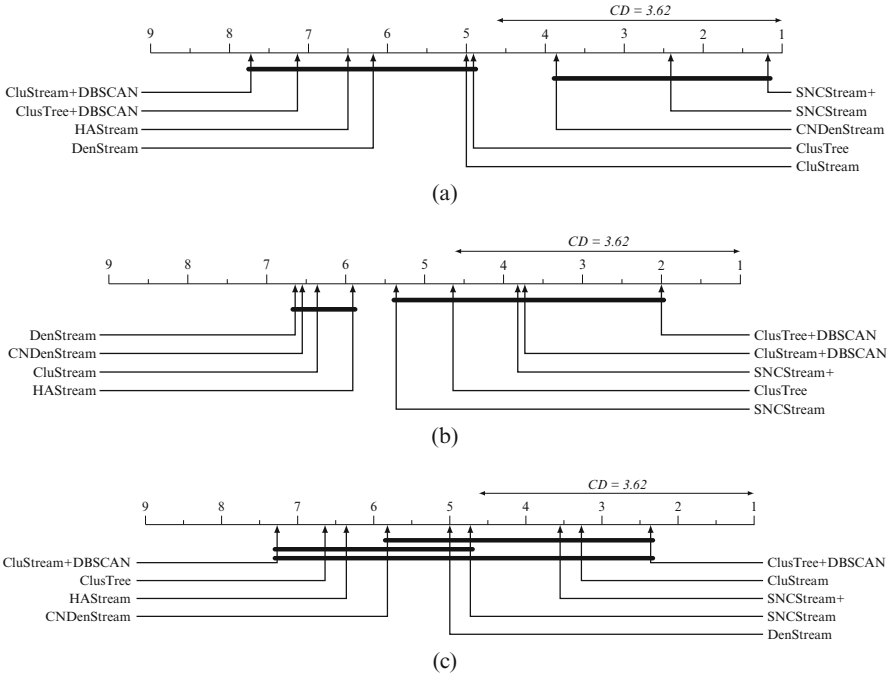 CD = 3.62
9 8 7 6 5 4 3 2 1
CluStream+DBSCAN SNCStream+
ClusTree+DBSCAN SNCStream
HAStream CNDenStream
DenStream ClusTree
CluStream
(a)
CD = 3.62
9 8 7 6 5 4 3 2 1
DenStream ClusTree+DBSCAN
CNDenStream CluStream+DBSCAN
CluStream SNCStream+
HAStream ClusTree
SNCStream
(b)
CD = 3.62
9 8 7 6 5 4 3 2 1
CluStream+DBSCAN ClusTree+DBSCAN
ClusTree CluStream
HAStream SNCStream+
CNDenStream SNCStream
DenStream
(c)